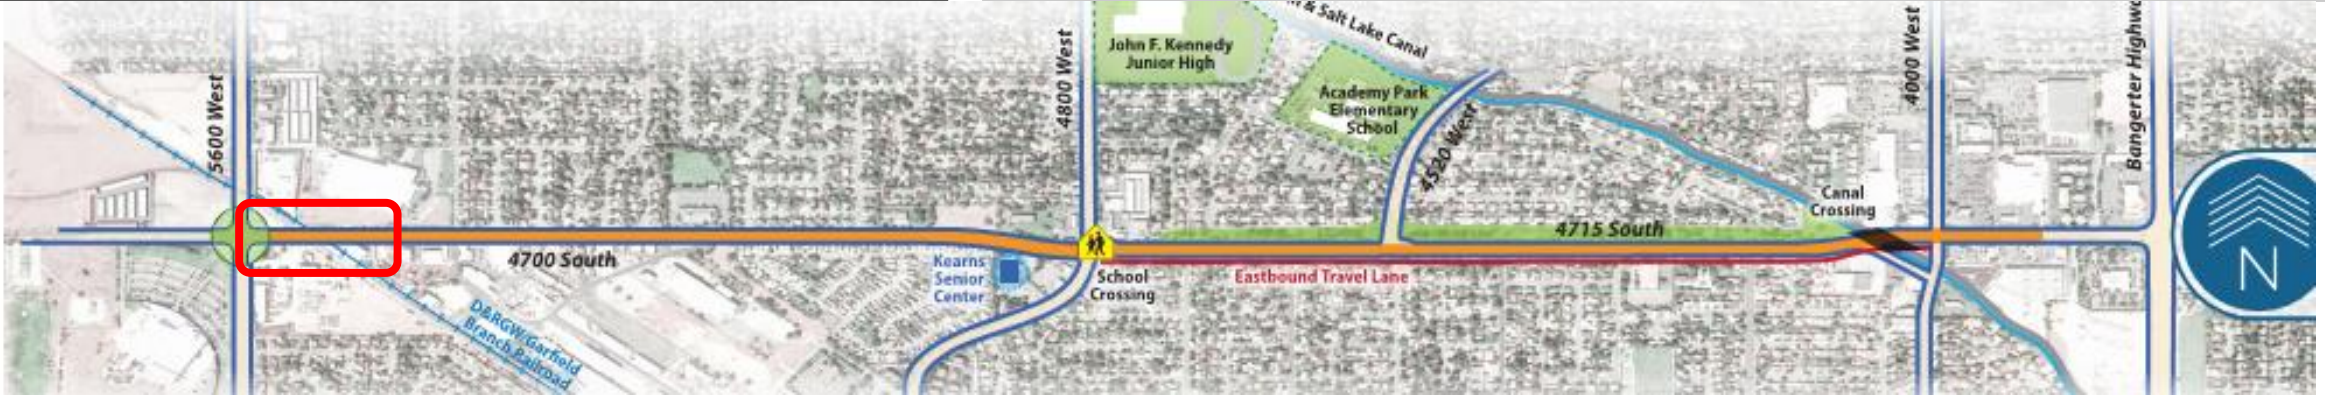 & Salt Lake Canal
John F. Kennedy
Junior High
4800 West
4000 West
Bangerter
5600 West
Academy Park
Elementary
School
4520 West
Canal
Crossing
4715 South
4700 South
Kearns
Senior
Center
School
Crossing
Eastbound Travel Lane
D&RGW/Garfield
Branch Railroad
N